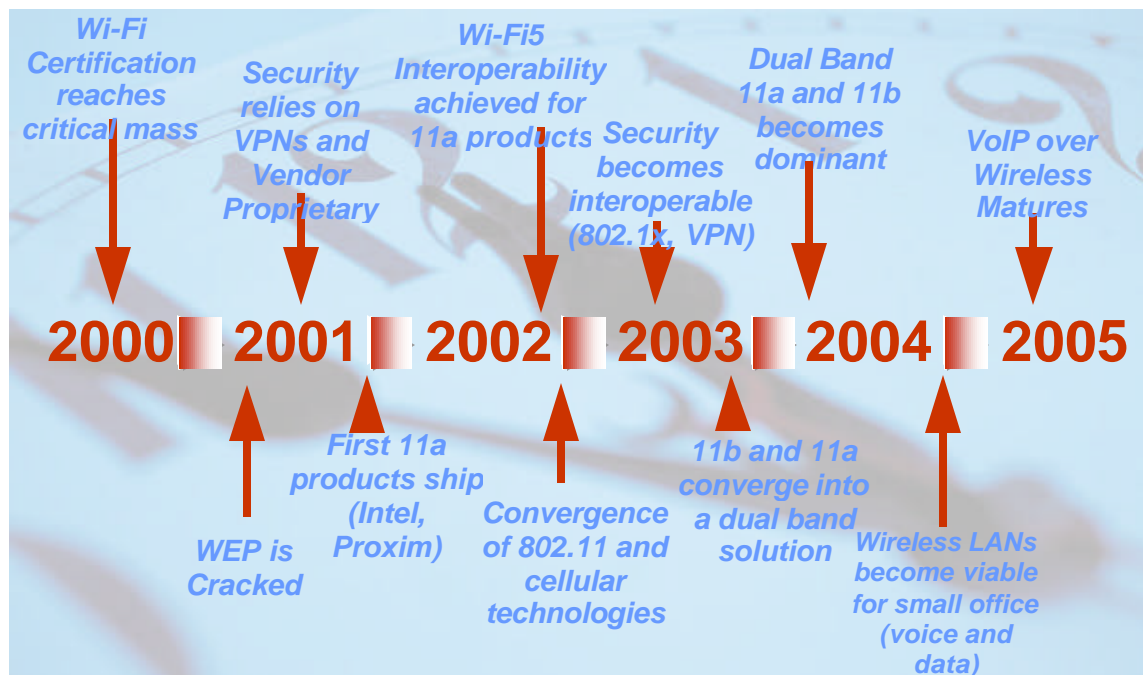 Wi-Fi
Certification
reaches
critical mass
Security
relies on
VPNs and
Vendor
Proprietary
Wi-Fi5
Interoperability
achieved for
11a products
Security
becomes
interoperable
(802.1x, VPN)
Dual Band
11a and 11b
becomes
dominant
VoIP over
Wireless
Matures
2000 2001 2002 2003 2004 2005
WEP is
Cracked
First 11a
products ship
(Intel,
Proxim)
Convergence
of 802.11 and
cellular
technologies
11b and 11a
converge into
a dual band
solution
Wireless LANs
become viable
for small office
(voice and
data)